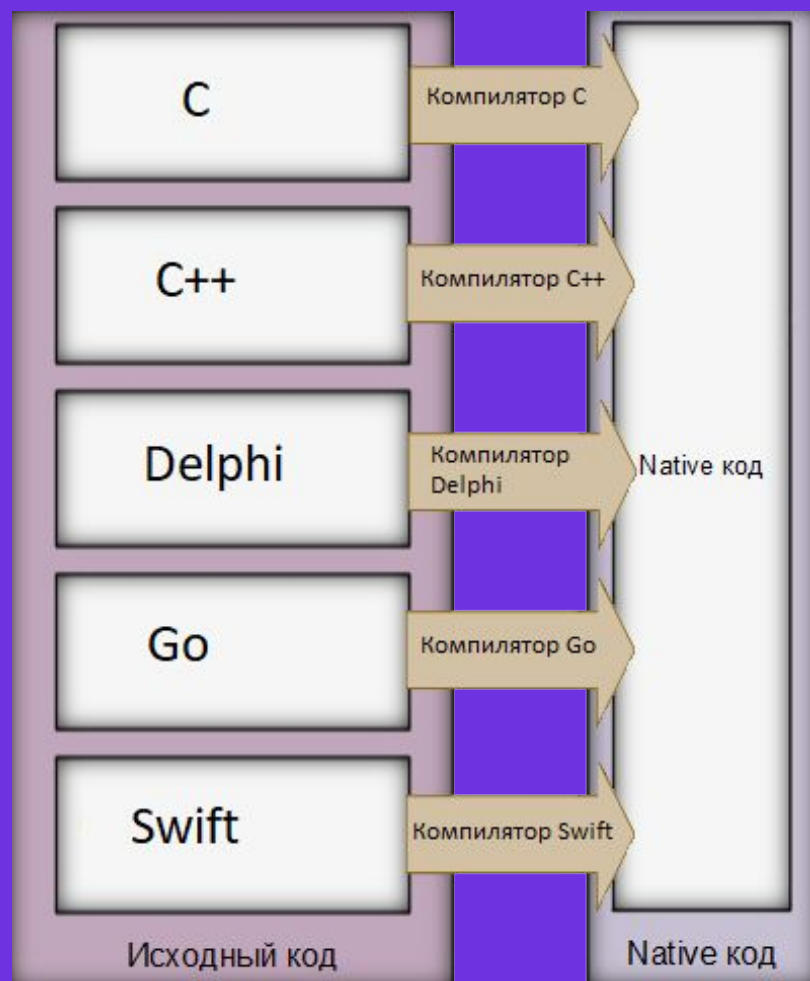 C
Компилятор C
C++
Компилятор C++
Delphi
Компилятор
Delphi
Native код
Go
Компилятор Go
Swift
Компилятор Swift
Исходный код
Native код